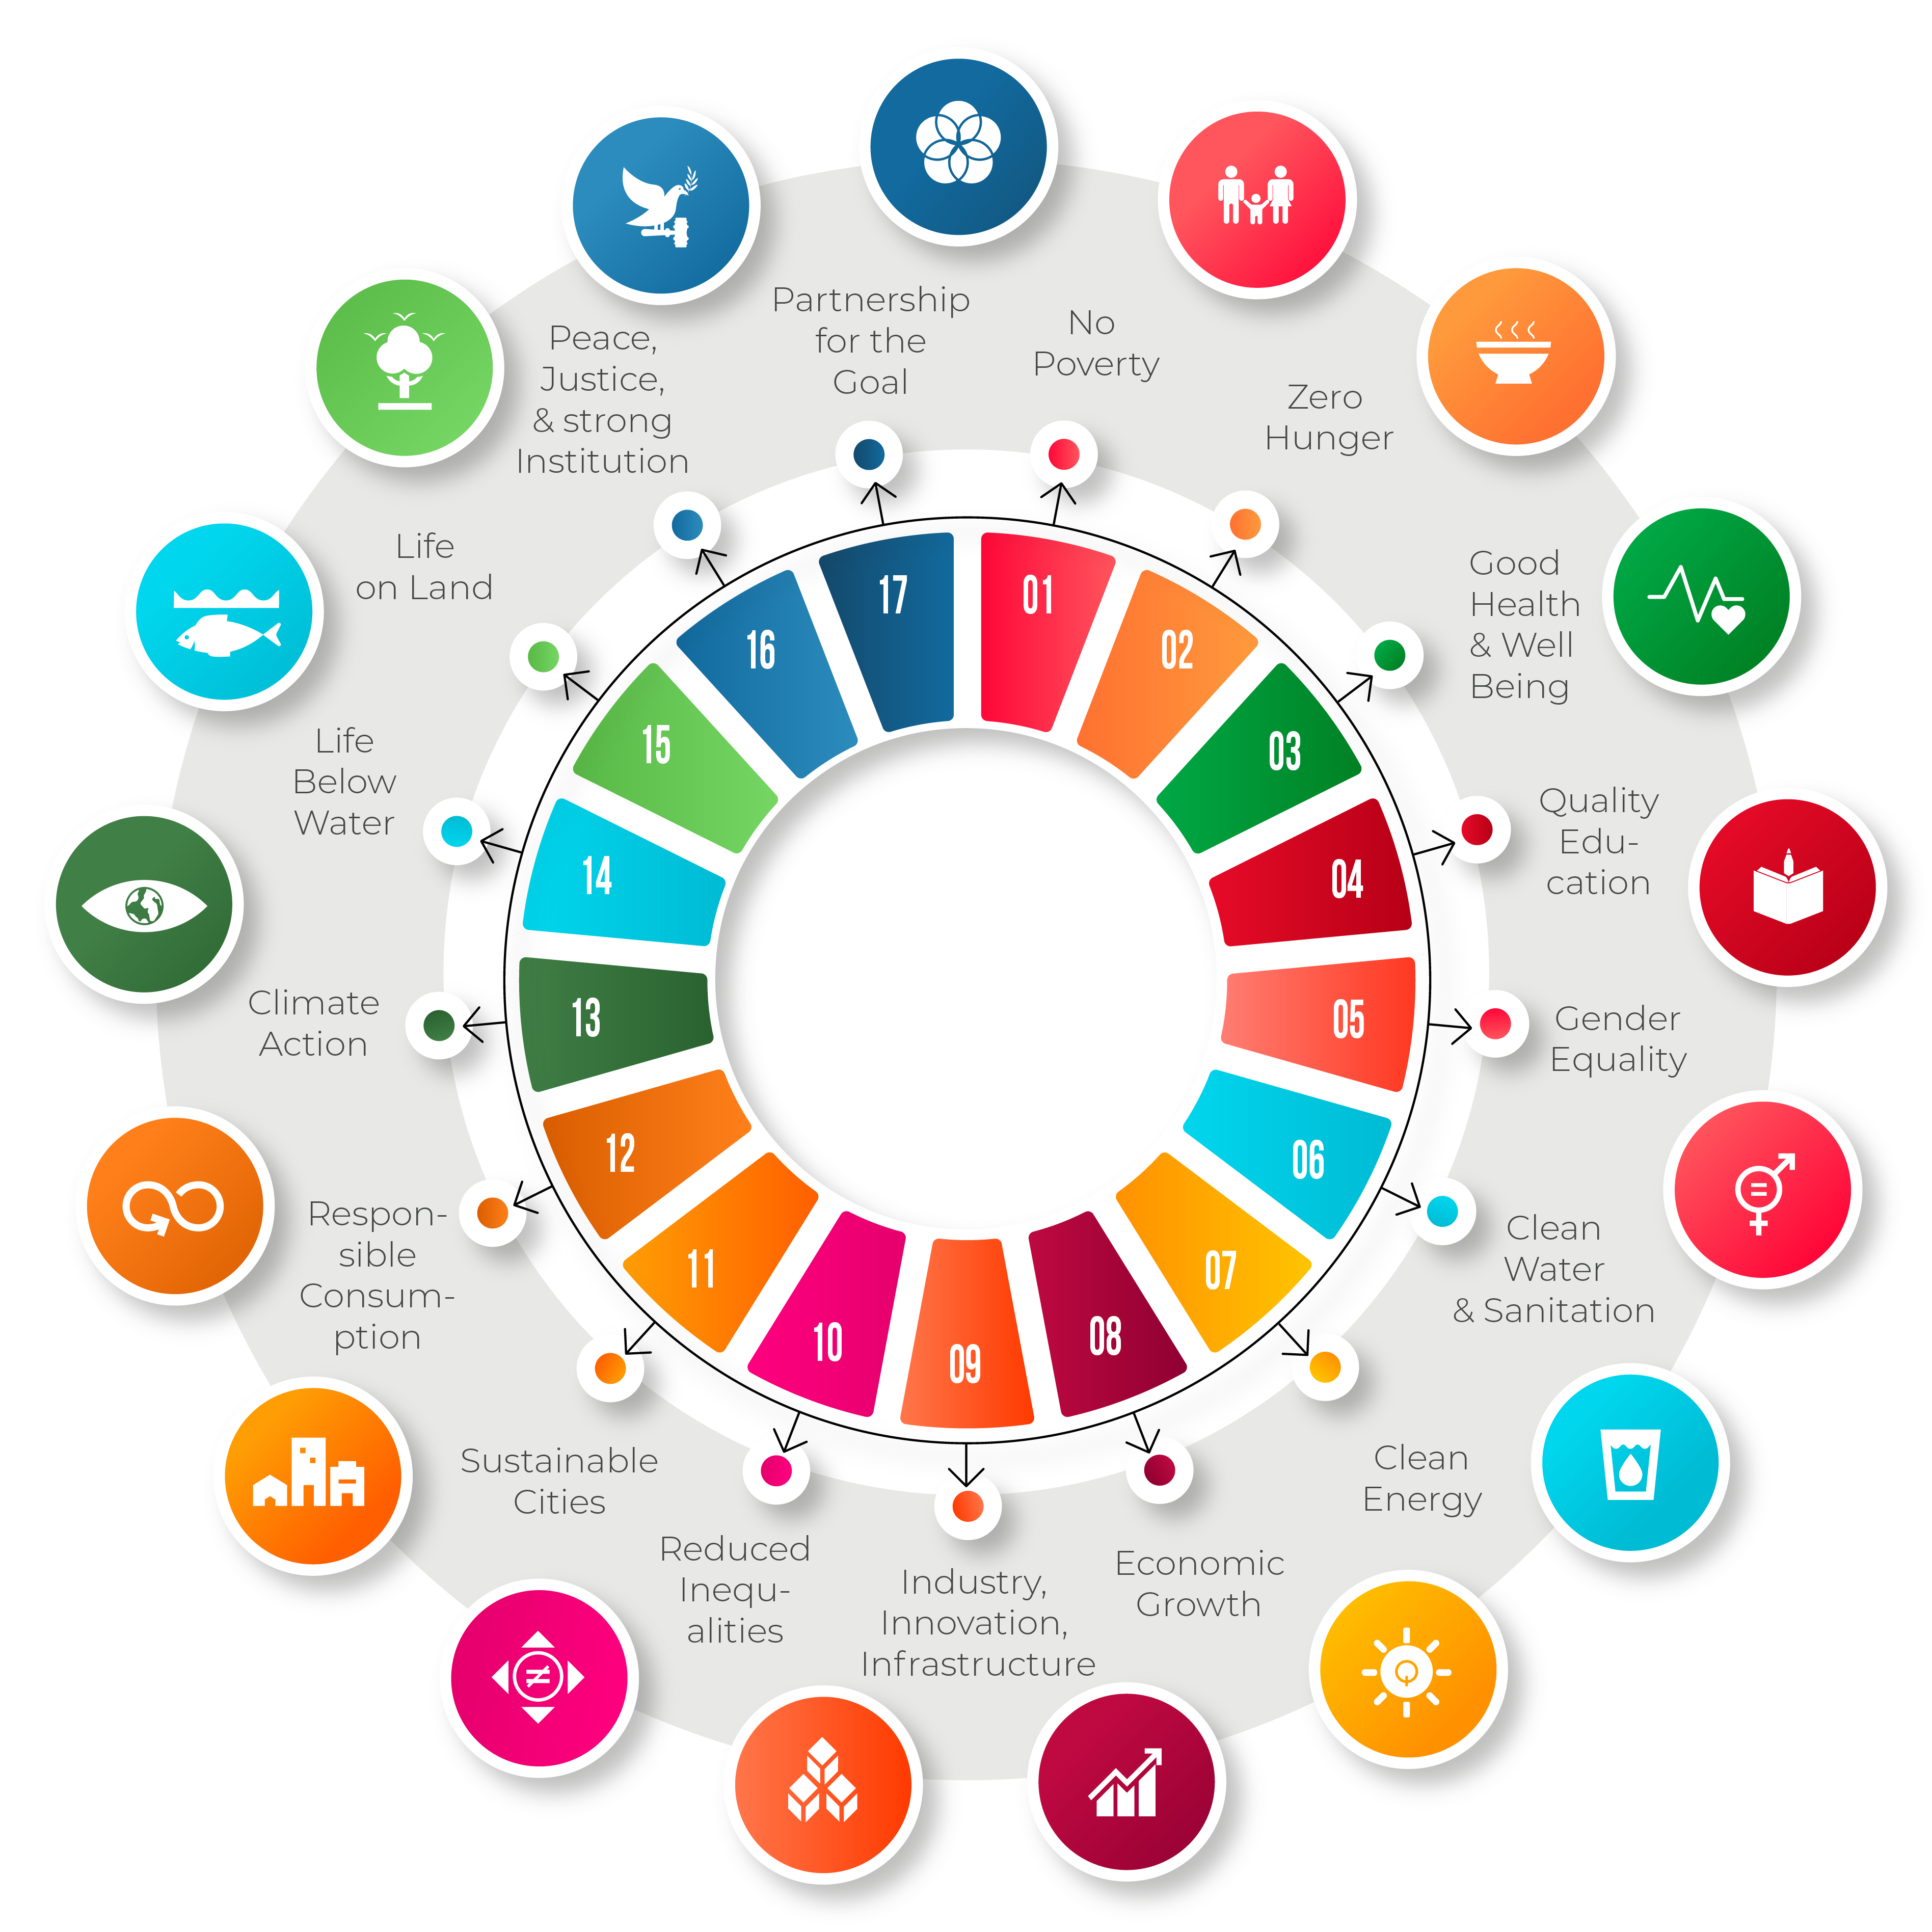 Partnership
for the
Goal
No
Poverty
Zero
Hunger
Good
Health
& Well
Being
Quality
Edu-
cation
Gender
Equality
Clean
Water
& Sanitation
Clean
Energy
Economic
Growth
Industry,
Innovation,
Infrastructure
Reduced
Inequ-
alities
Sustainable
Cities
Respon-
sible
Consum-
ption
Climate
Action
Life
Below
Water
Life
on Land
Peace,
Justice,
& strong
Institution
01
02
03
04
05
06
07
08
09
10
11
12
13
14
15
16
17